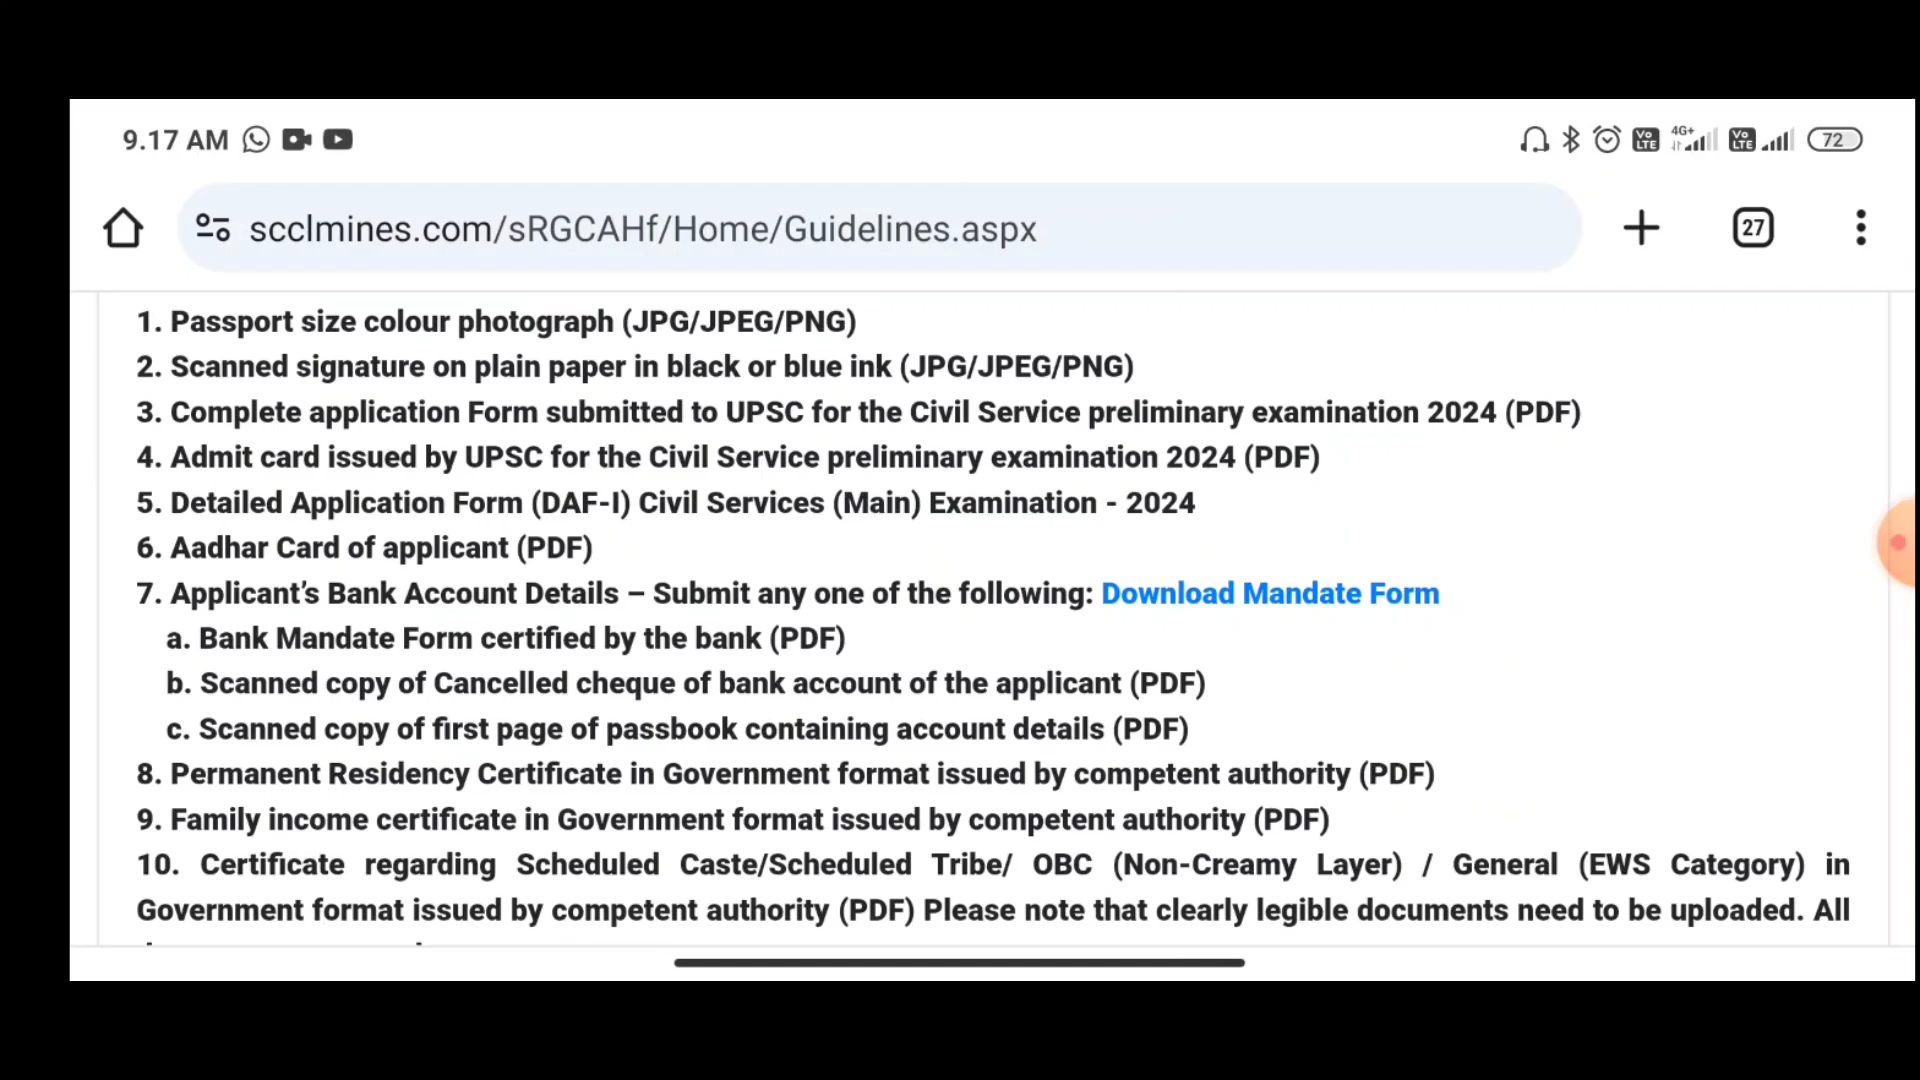 9.17 AM
Vo LTE 4G+ Vo LTE 72
scclmines.com/sRGCAHf/Home/Guidelines.aspx
27
1. Passport size colour photograph (JPG/JPEG/PNG)
2. Scanned signature on plain paper in black or blue ink (JPG/JPEG/PNG)
3. Complete application Form submitted to UPSC for the Civil Service preliminary examination 2024 (PDF)
4. Admit card issued by UPSC for the Civil Service preliminary examination 2024 (PDF)
5. Detailed Application Form (DAF-I) Civil Services (Main) Examination - 2024
6. Aadhar Card of applicant (PDF)
7. Applicant’s Bank Account Details – Submit any one of the following: Download Mandate Form
a. Bank Mandate Form certified by the bank (PDF)
b. Scanned copy of Cancelled cheque of bank account of the applicant (PDF)
c. Scanned copy of first page of passbook containing account details (PDF)
8. Permanent Residency Certificate in Government format issued by competent authority (PDF)
9. Family income certificate in Government format issued by competent authority (PDF)
10. Certificate regarding Scheduled Caste/Scheduled Tribe/ OBC (Non-Creamy Layer) / General (EWS Category) in
Government format issued by competent authority (PDF) Please note that clearly legible documents need to be uploaded. All